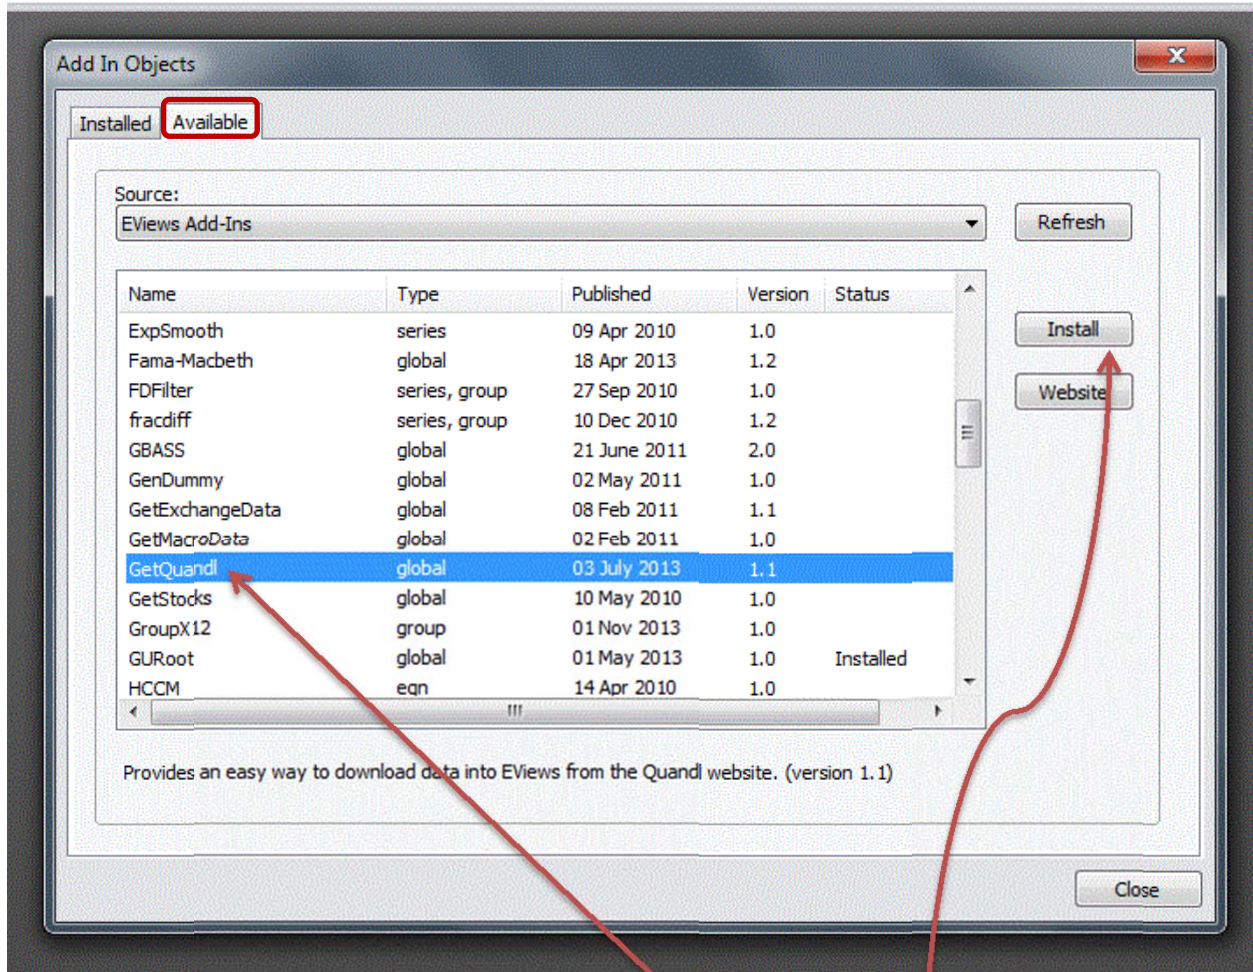 Add In Objects
X
Installed Available
Source:
EViews Add-Ins Refresh
Name Type Published Version Status
ExpSmooth series 09 Apr 2010 1.0 Install
Fama-Macbeth global 18 Apr 2013 1.2
FDFilter series, group 27 Sep 2010 1.0 Website
fracdiff series, group 10 Dec 2010 1.2
GBASS global 21 June 2011 2.0
GenDummy global 02 May 2011 1.0
GetExchangeData global 08 Feb 2011 1.1
GetMacroData global 02 Feb 2011 1.0
GetQuandl global 03 July 2013 1.1
GetStocks global 10 May 2010 1.0
GroupX12 group 01 Nov 2013 1.0
GURoot global 01 May 2013 1.0 Installed
HCCM eqn 14 Apr 2010 1.0
Provides an easy way to download data into EViews from the Quandl website. (version 1.1)
Close